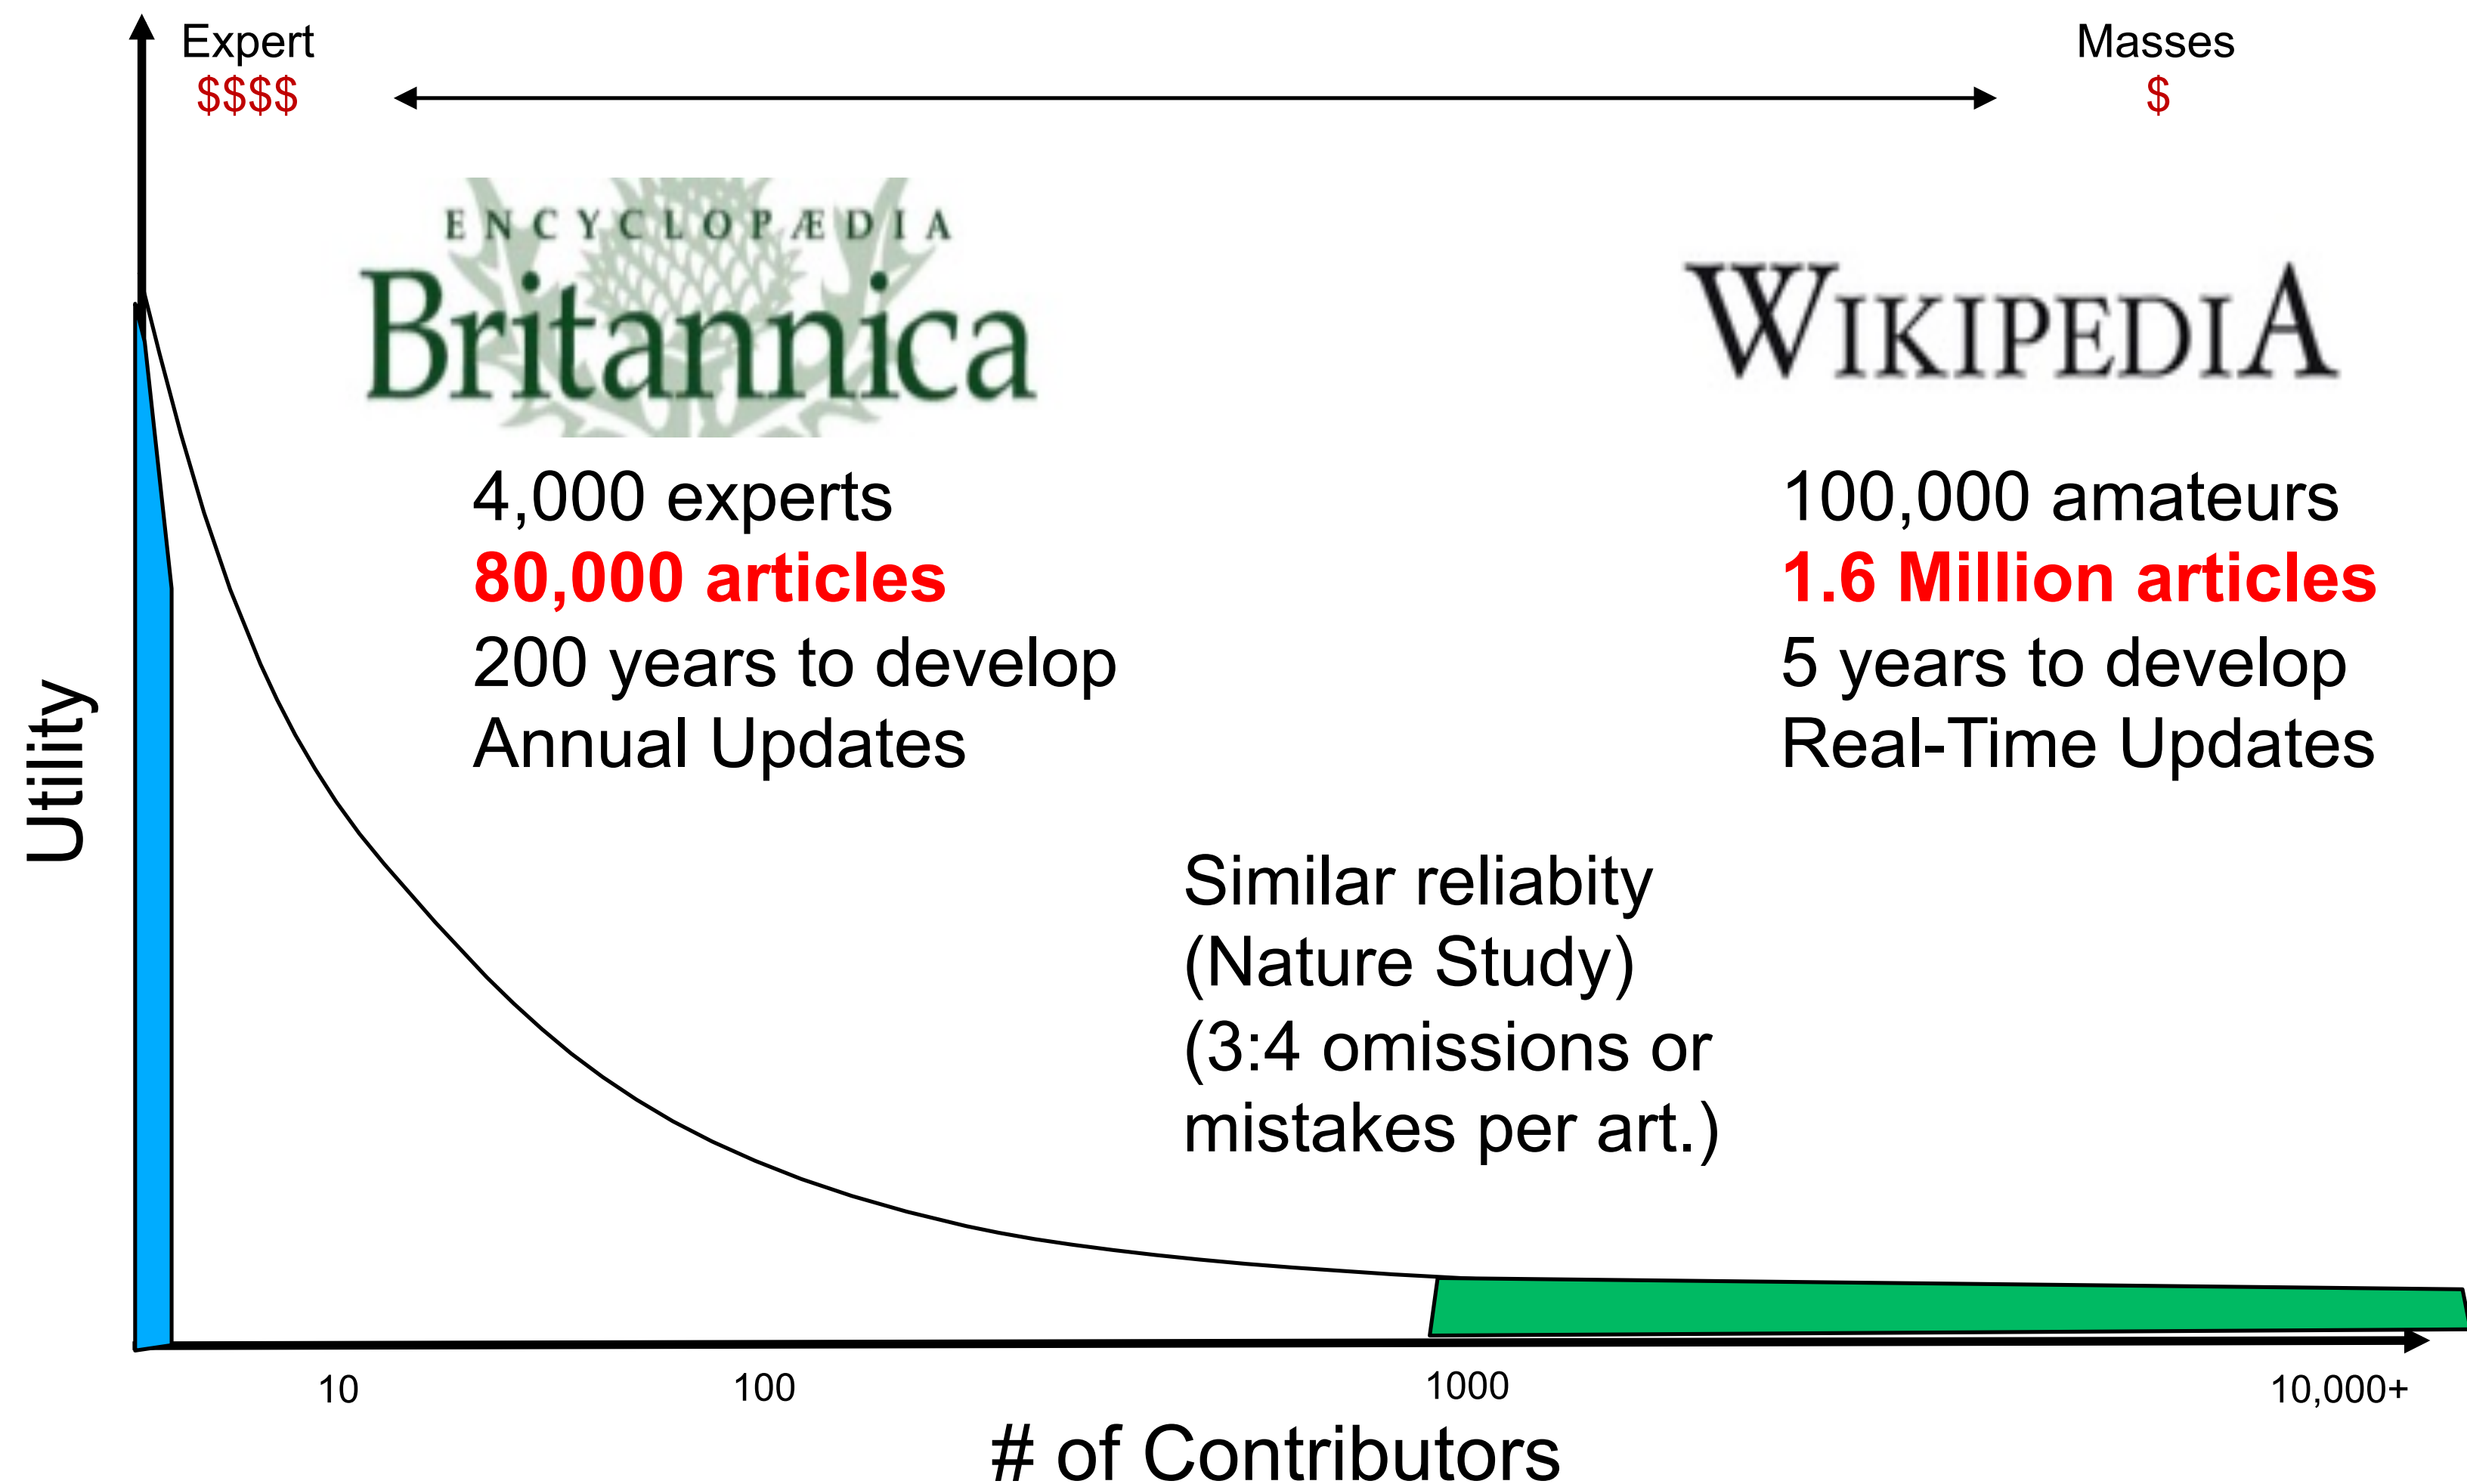 Expert
$$$$
Masses
$
ENCYCLOPÆDIA
Britannica
WIKIPEDIA
4,000 experts
80,000 articles
200 years to develop
Annual Updates
100,000 amateurs
1.6 Million articles
5 years to develop
Real-Time Updates
Similar reliabity
(Nature Study)
(3:4 omissions or
mistakes per art.)
Utility
10
100
1000
10,000+
# of Contributors